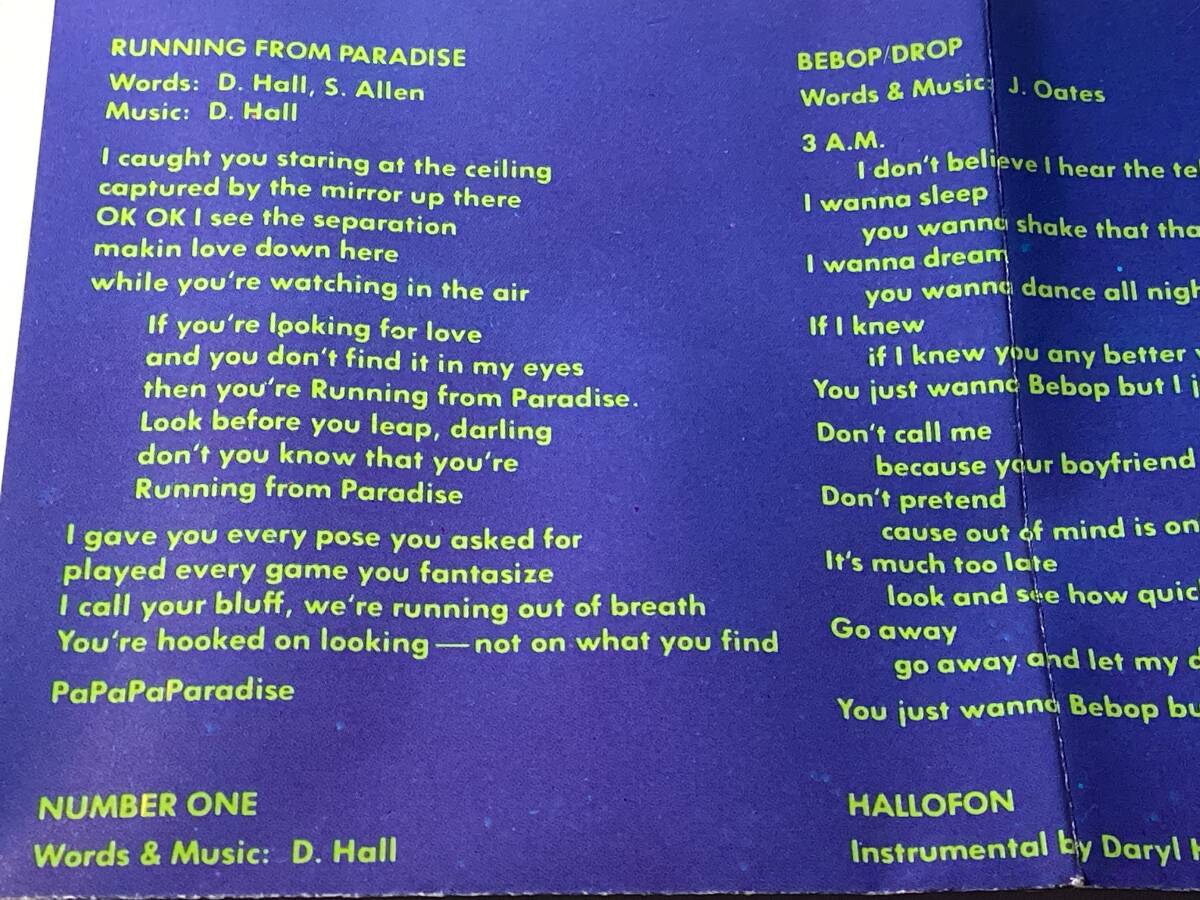 RUNNING FROM PARADISE
Words: D. Hall, S. Allen
Music: D. Hall
I caught you staring at the ceiling
captured by the mirror up there
OK OK I see the separation
makin love down here
while you're watching in the air
If you're looking for love
and you don't find it in my eyes
then you're Running from Paradise.
Look before you leap, darling
don't you know that you're
Running from Paradise
I gave you every pose you asked for
played every game you fantasize
I call your bluff, we're running out of breath
You're hooked on looking — not on what you find
PaPaPaParadise
NUMBER ONE
Words & Music: D. Hall
BEBOP/DROP
Words & Music: J. Oates
3 A.M.
I don't believe I hear the
I wanna sleep
you wanna shake that
I wanna dream
you wanna dance all
If I knew
if I knew you any better
You just wanna Bebop but I
Don't call me
because your boyfriend
Don't pretend
cause out of mind is
It's much too late
look and see how
Go away
go away and let my
You just wanna Bebop
HALLOFON
Instrumental by Daryl